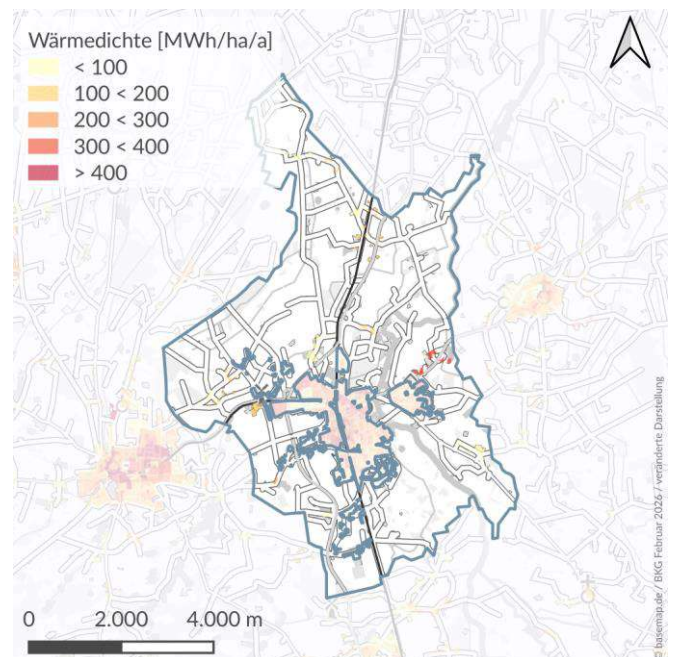 Wärmedichte [MWh/ha/a]
< 100
100 < 200
200 < 300
300 < 400
> 400
0 2.000 4.000 m
© basemap.de / BKG Februar 2026 / veränderte Darstellung